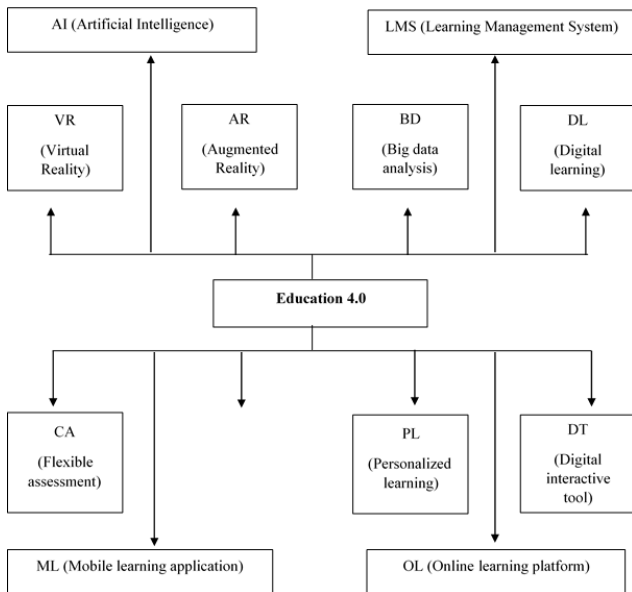 AI (Artificial Intelligence)
LMS (Learning Management System)
VR
(Virtual
Reality)
AR
(Augmented
Reality)
BD
(Big data
analysis)
DL
(Digital
learning)
Education 4.0
CA
(Flexible
assessment)
PL
(Personalized
learning)
DT
(Digital
interactive
tool)
ML (Mobile learning application)
OL (Online learning platform)